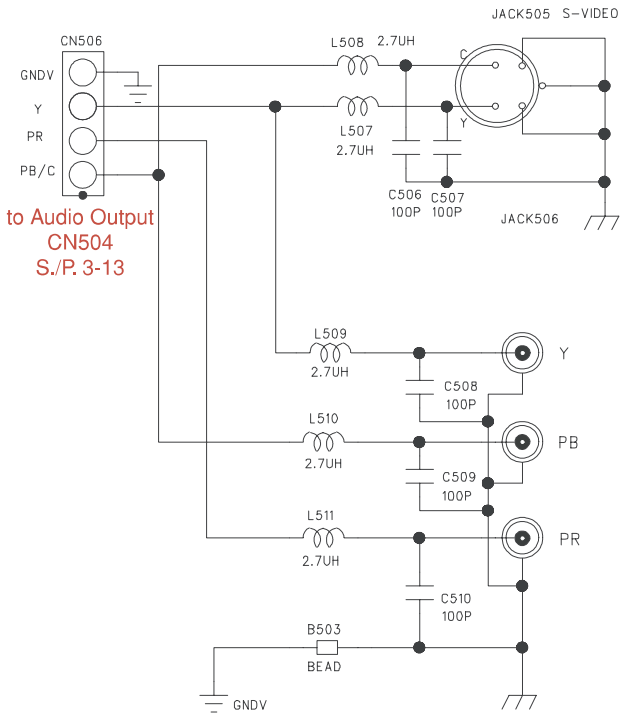 JACK505 S-VIDEO
CN506
L508 2.7UH
C
GNDV
Y
PR
PB/C
L507
2.7UH
Y
C506
100P
C507
100P
JACK506
to Audio Output
CN504
S./P. 3-13
L509
2.7UH
Y
C508
100P
L510
2.7UH
PB
C509
100P
L511
2.7UH
PR
C510
100P
B503
BEAD
GNDV